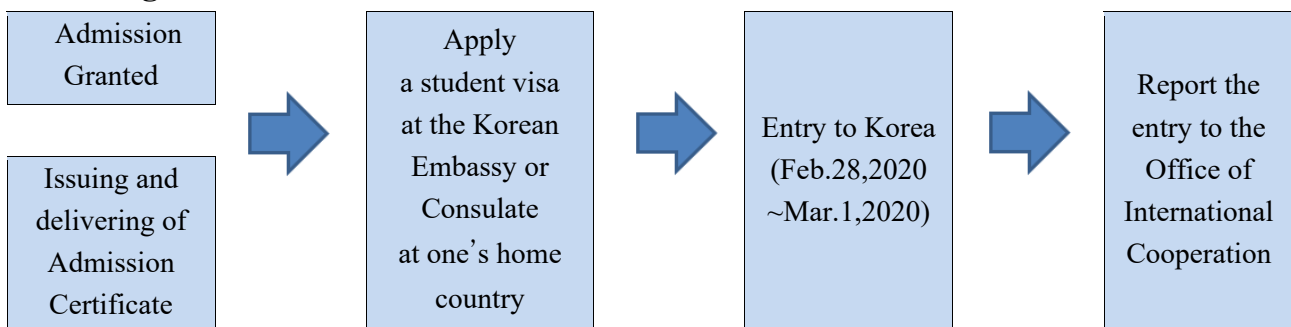 Admission
Granted
Issuing and
delivering of
Admission
Certificate
Apply
a student visa
at the Korean
Embassy or
Consulate
at one’s home
country
Entry to Korea
(Feb.28,2020
~Mar.1,2020)
Report the
entry to the
Office of
International
Cooperation